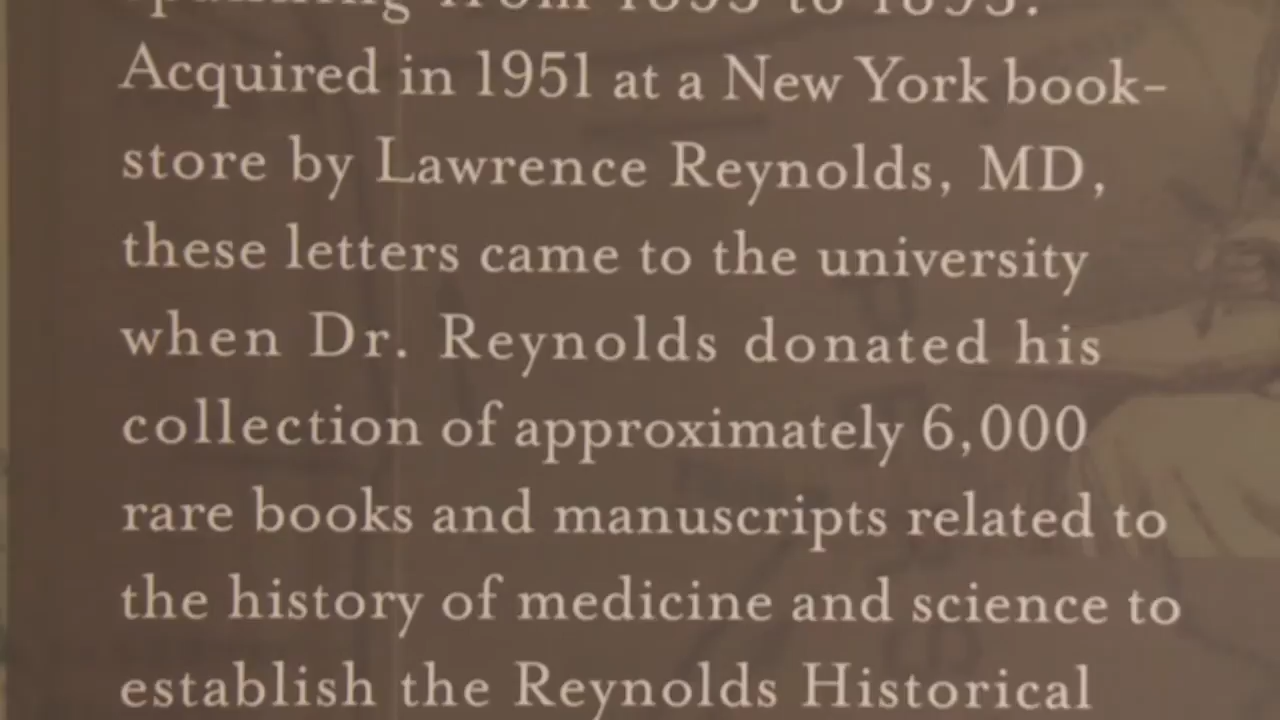 from to
Acquired in 1951 at a New York book-
store by Lawrence Reynolds, MD,
these letters came to the university
when Dr. Reynolds donated his
collection of approximately 6,000
rare books and manuscripts related to
the history of medicine and science to
establish the Reynolds Historical